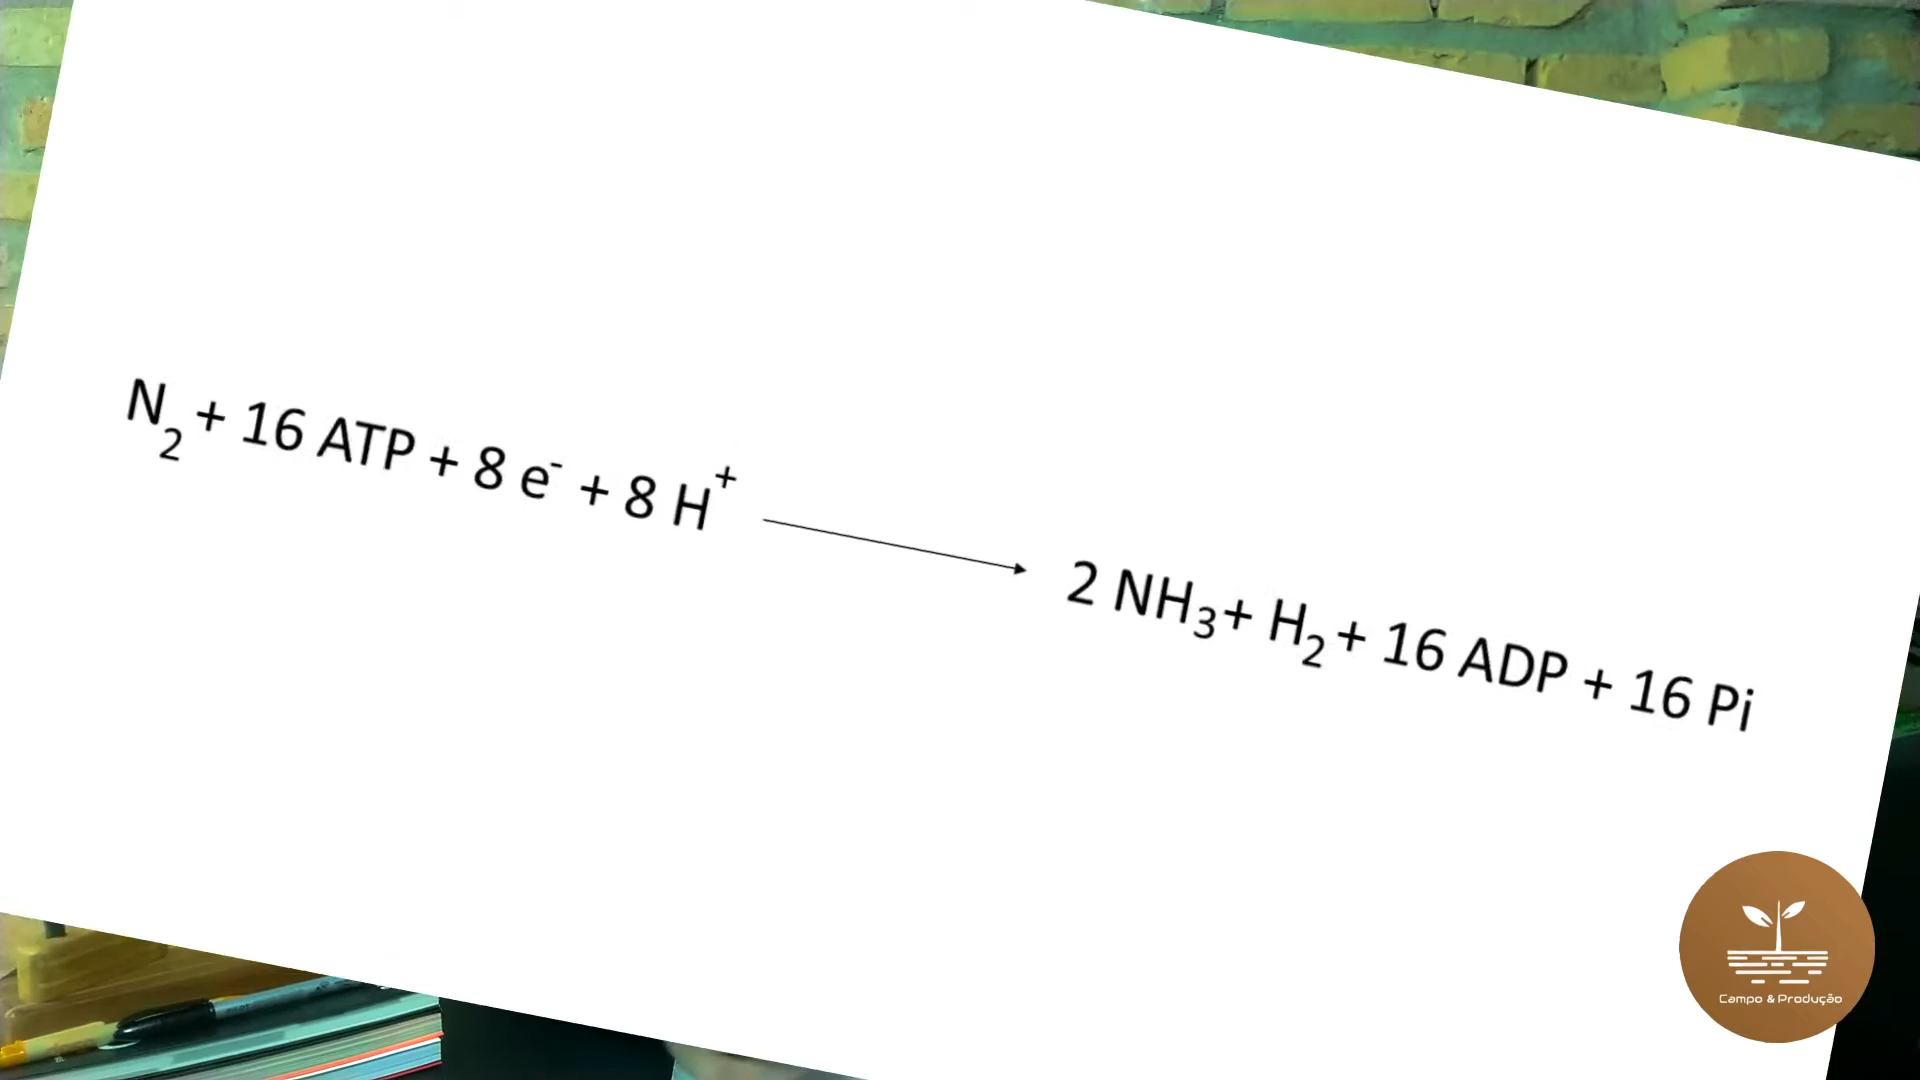 N₂ + 16 ATP + 8 e⁻ + 8 H⁺ → 2 NH₃ + H₂ + 16 ADP + 16 Pi
Campo & Produção